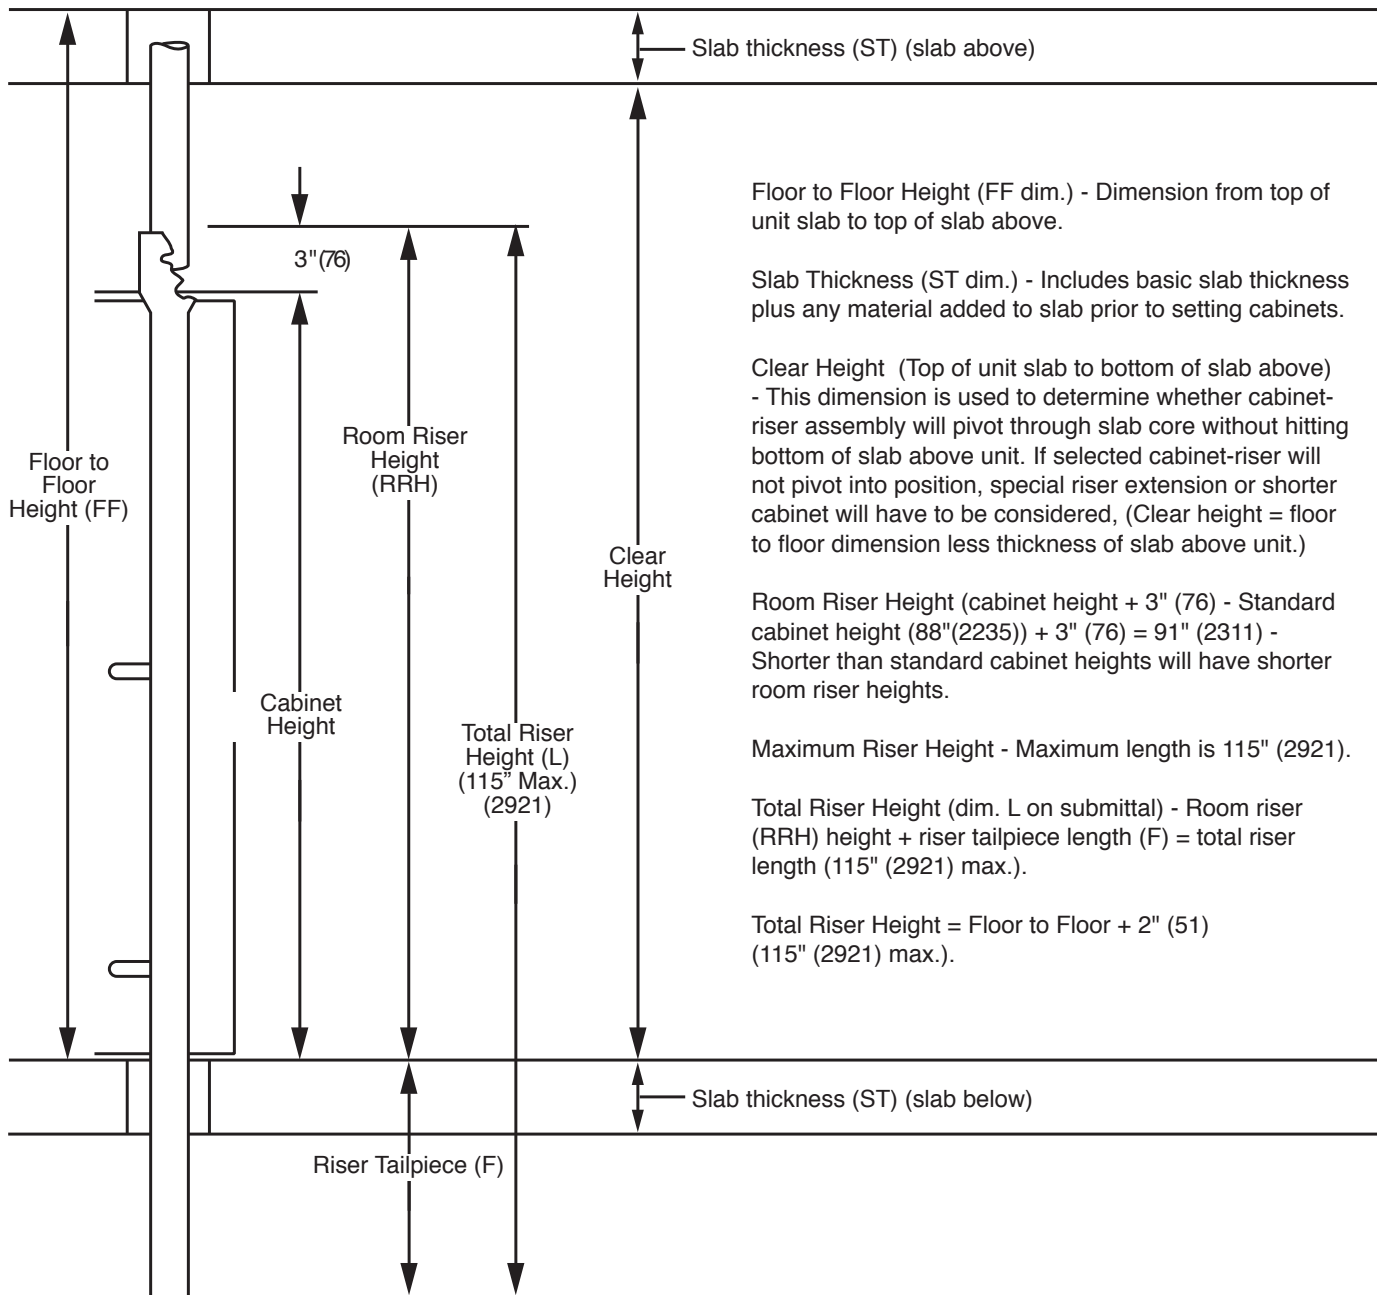 Slab thickness (ST) (slab above)
Floor to Floor Height (FF dim.) - Dimension from top of
unit slab to top of slab above.
3"(76)
Slab Thickness (ST dim.) - Includes basic slab thickness
plus any material added to slab prior to setting cabinets.
Clear Height  (Top of unit slab to bottom of slab above)
- This dimension is used to determine whether cabinet-
riser assembly will pivot through slab core without hitting
bottom of slab above unit. If selected cabinet-riser will
not pivot into position, special riser extension or shorter
cabinet will have to be considered, (Clear height = floor
to floor dimension less thickness of slab above unit.)
Room Riser
Height
(RRH)
Floor to
Floor
Height (FF)
Clear
Height
Room Riser Height (cabinet height + 3" (76) - Standard
cabinet height (88"(2235)) + 3" (76) = 91" (2311) -
Shorter than standard cabinet heights will have shorter
room riser heights.
Cabinet
Height
Total Riser
Height (L)
(115” Max.)
(2921)
Maximum Riser Height - Maximum length is 115" (2921).
Total Riser Height (dim. L on submittal) - Room riser
(RRH) height + riser tailpiece length (F) = total riser
length (115" (2921) max.).
Total Riser Height = Floor to Floor + 2" (51)
(115" (2921) max.).
Slab thickness (ST) (slab below)
Riser Tailpiece (F)